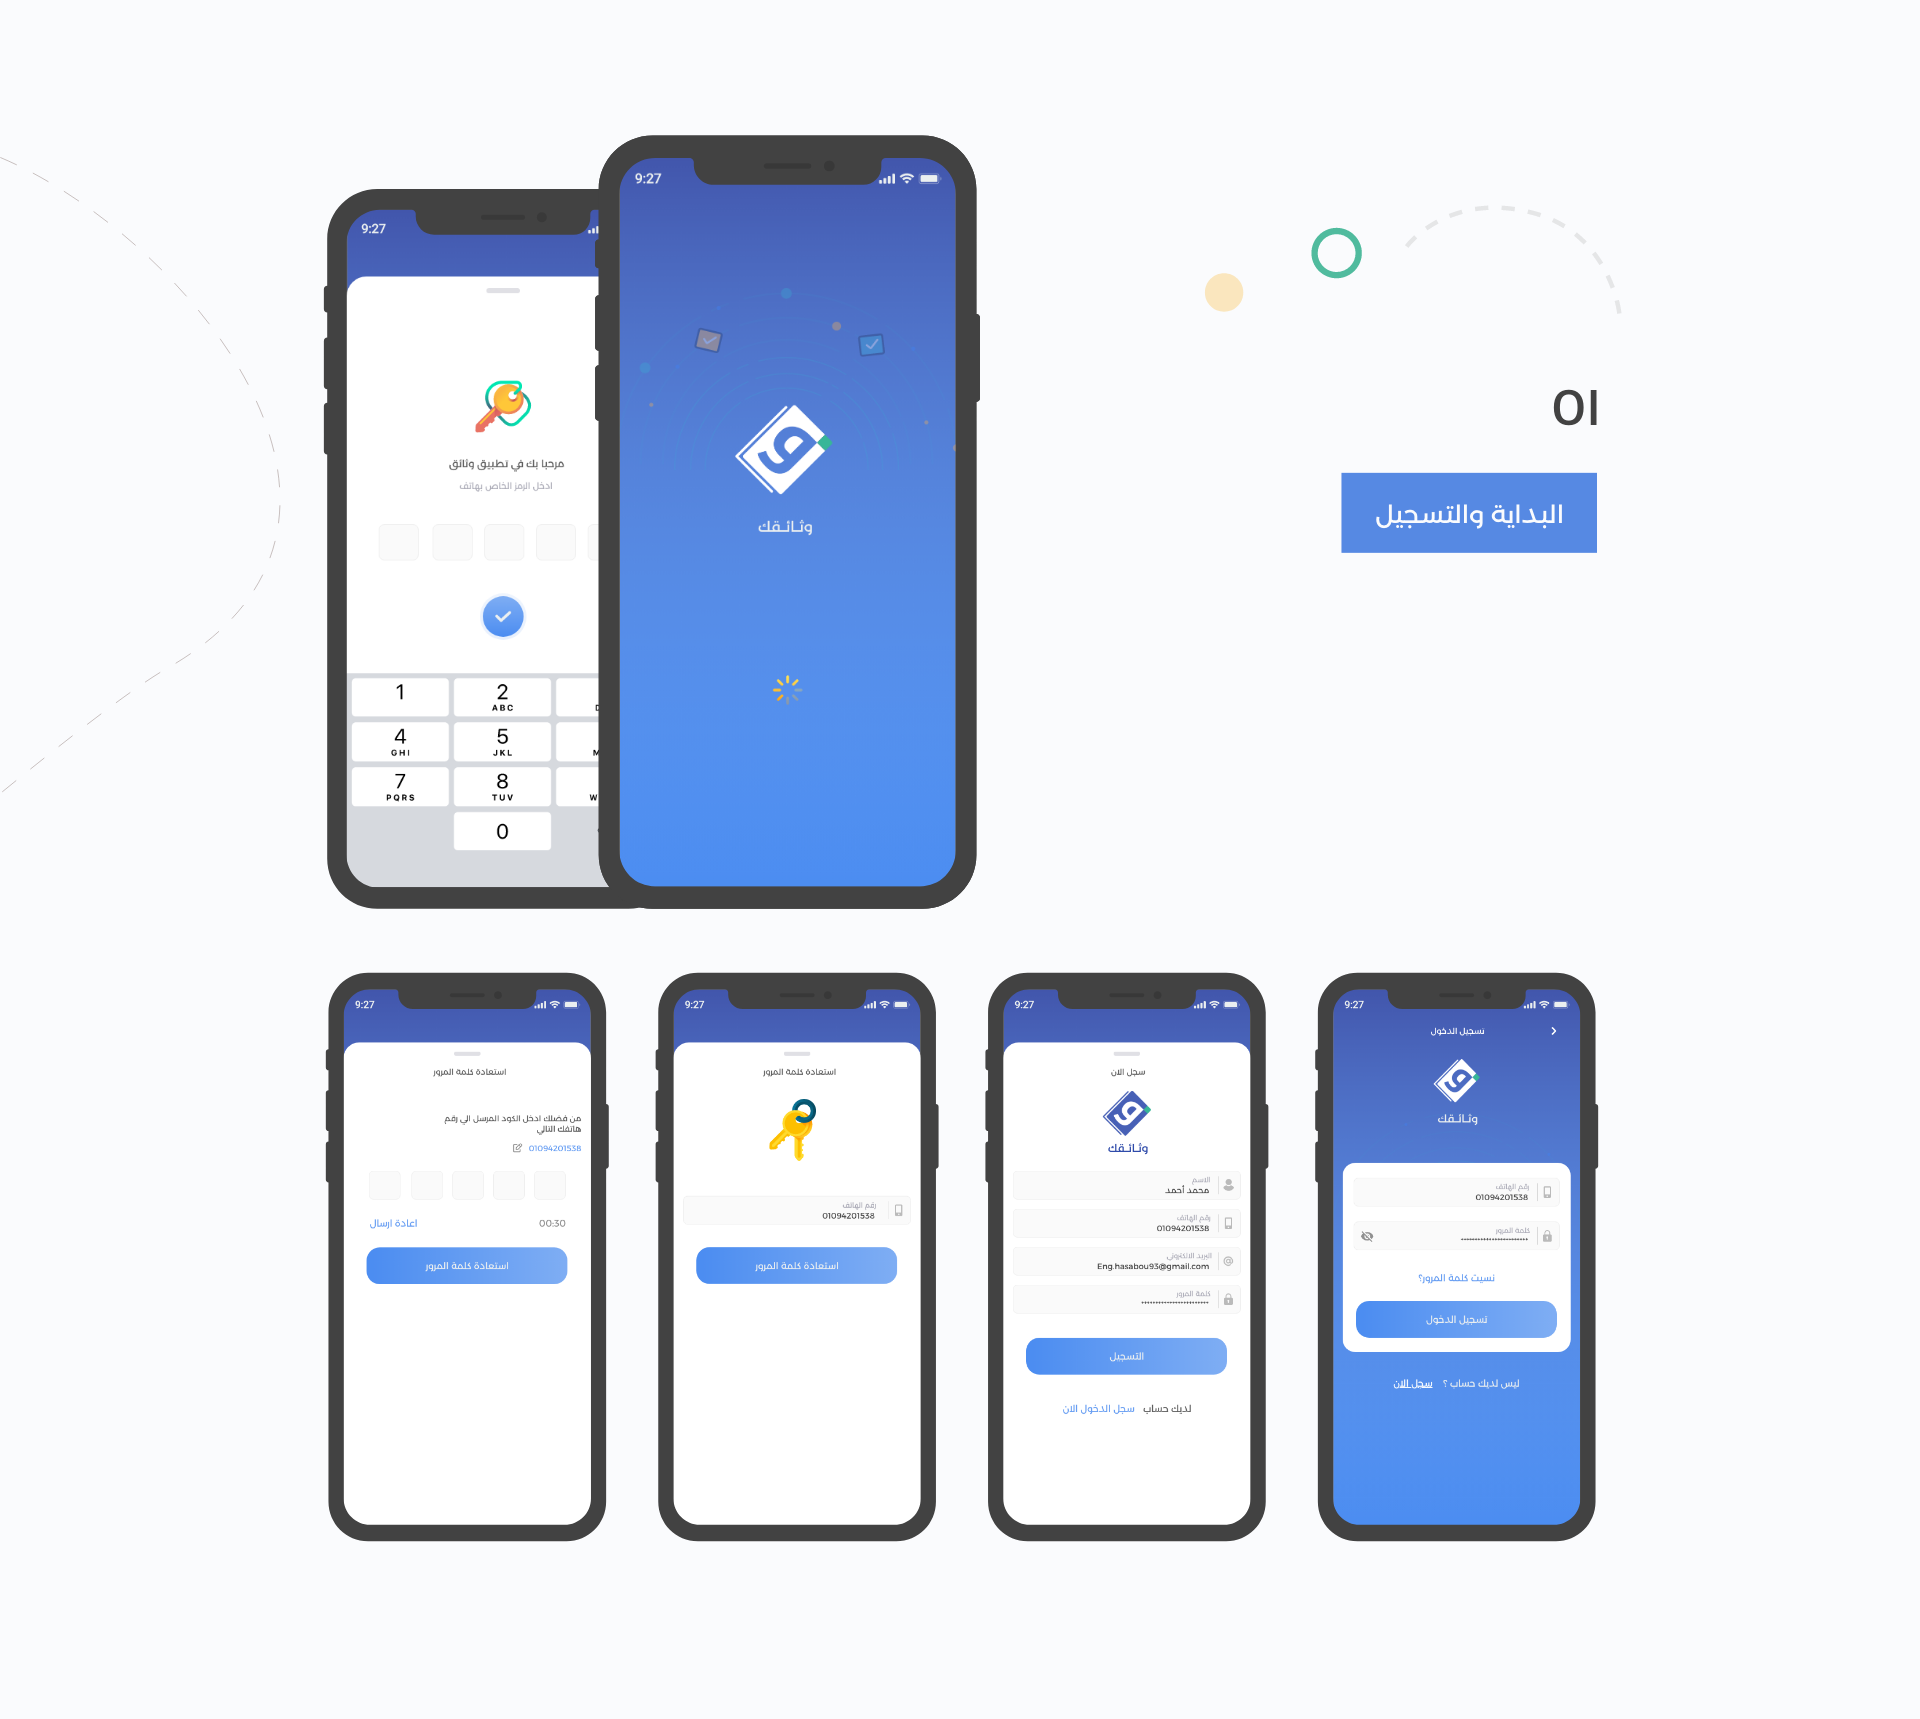 01
البداية والتسجيل
9:27
وثـائـقـك
9:27
مرحبا بك في تطبيق وثائق
ادخل الرمز الخاص بهاتف
1
2
ABC
4
GHI
5
JKL
7
PQRS
8
TUV
0
9:27
تسجيل الدخول
وثـائـقـك
رقم الهاتف
01094201538
كلمة المرور
نسيت كلمة المرور؟
تسجيل الدخول
ليس لديك حساب ؟ سجل الان
9:27
سجل الان
وثـائـقـك
الاسم
محمد أحمد
رقم الهاتف
01094201538
البريد الالكتروني
Eng.hasabou93@gmail.com
كلمة المرور
التسجيل
لديك حساب سجل الدخول الان
9:27
استعادة كلمة المرور
رقم الهاتف
01094201538
استعادة كلمة المرور
9:27
استعادة كلمة المرور
من فضلك ادخل الكود المرسل الي رقم
هاتفك التالي
01094201538
00:30
اعادة ارسال
استعادة كلمة المرور